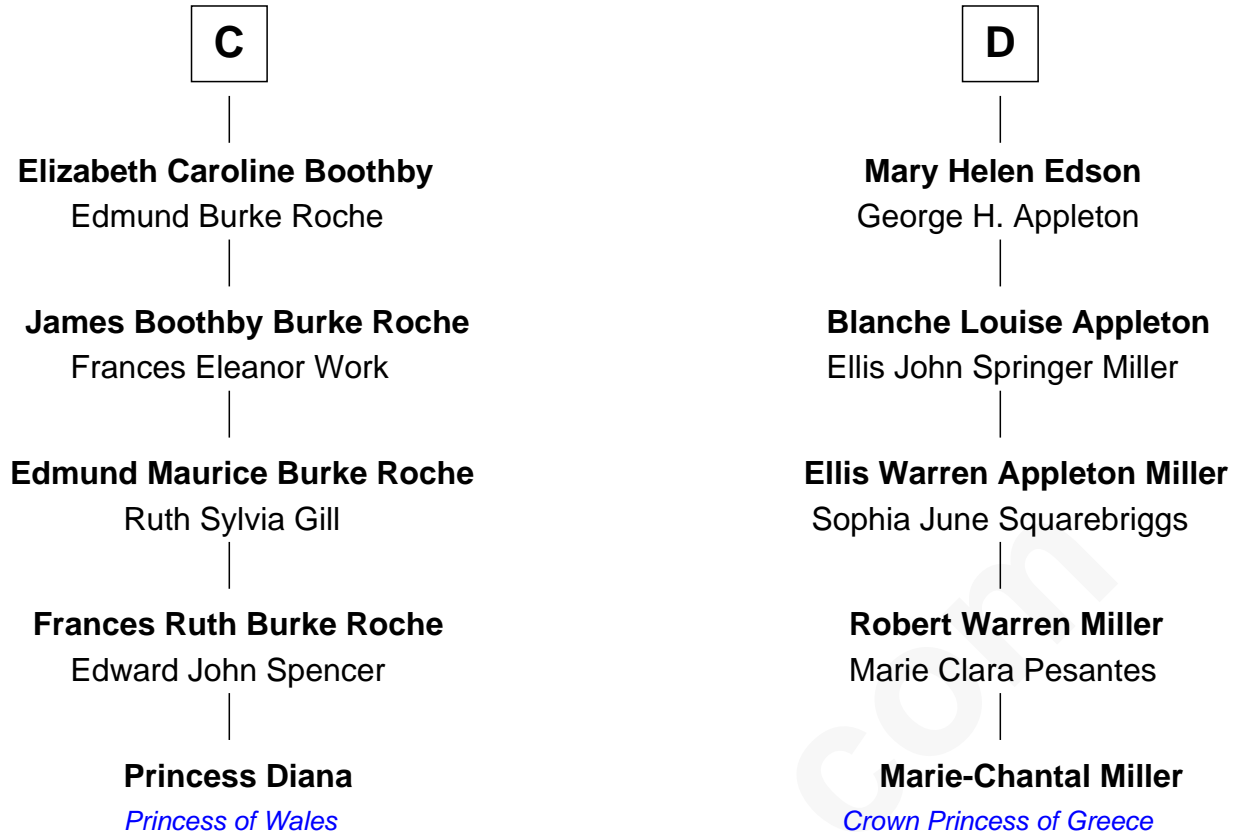 C
Elizabeth Caroline Boothby
Edmund Burke Roche
James Boothby Burke Roche
Frances Eleanor Work
Edmund Maurice Burke Roche
Ruth Sylvia Gill
Frances Ruth Burke Roche
Edward John Spencer
Princess Diana
Princess of Wales
D
Mary Helen Edson
George H. Appleton
Blanche Louise Appleton
Ellis John Springer Miller
Ellis Warren Appleton Miller
Sophia June Squarebriggs
Robert Warren Miller
Marie Clara Pesantes
Marie-Chantal Miller
Crown Princess of Greece
com